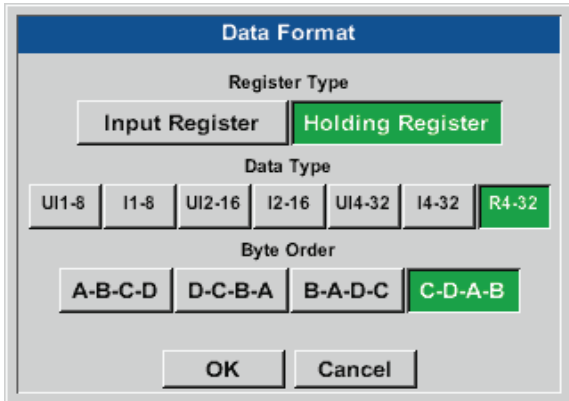 Data Format
Register Type
Input Register Holding Register
Data Type
UI1-8 I1-8 UI2-16 I2-16 UI4-32 I4-32 R4-32
Byte Order
A-B-C-D D-C-B-A B-A-D-C C-D-A-B
OK Cancel